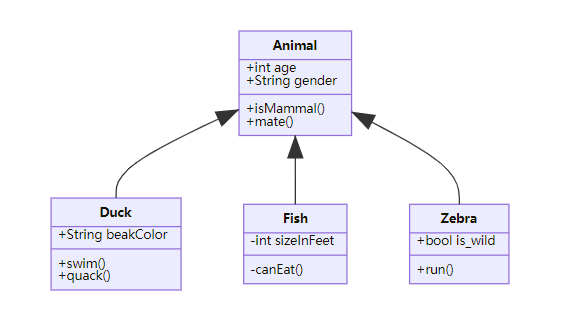 Animal
+int age
+String gender
+isMammal()
+mate()
Duck
+String beakColor
+swim()
+quack()
Fish
-int sizeInFeet
-canEat()
Zebra
+bool is_wild
+run()